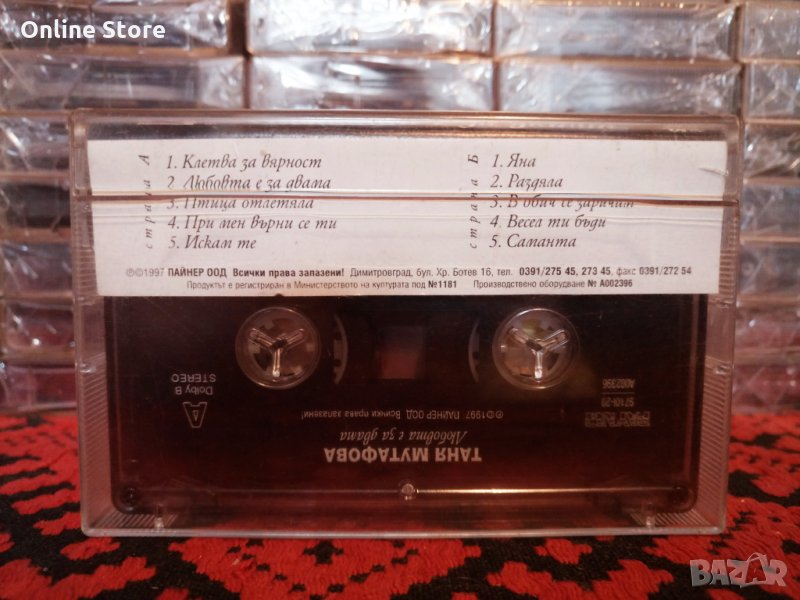 Online Store
страна А
1. Клетва за вярност
2. Любовта е за двама
3. Птица отлетяла
4. При мен върни се ти
5. Искам те
страна Б
1. Яна
2. Раздяла
3. В обич се заричам
4. Весел ти бъди
5. Саманта
℗©1997 ПАЙНЕР ООД Всички права запазени! Димитровград, бул. Хр. Ботев 16, тел. 0391/275 45, 273 45, факс 0391/272 54
Продуктът е регистриран в Министерството на културата под №1181 Производствено оборудване № А002396
ТАНЯ МУТАФОВА
Любовта е за двама
℗©1997 ПАЙНЕР ООД Всички права запазени!
A
Dolby B
STEREO
97101-20
A002396
BAZAR